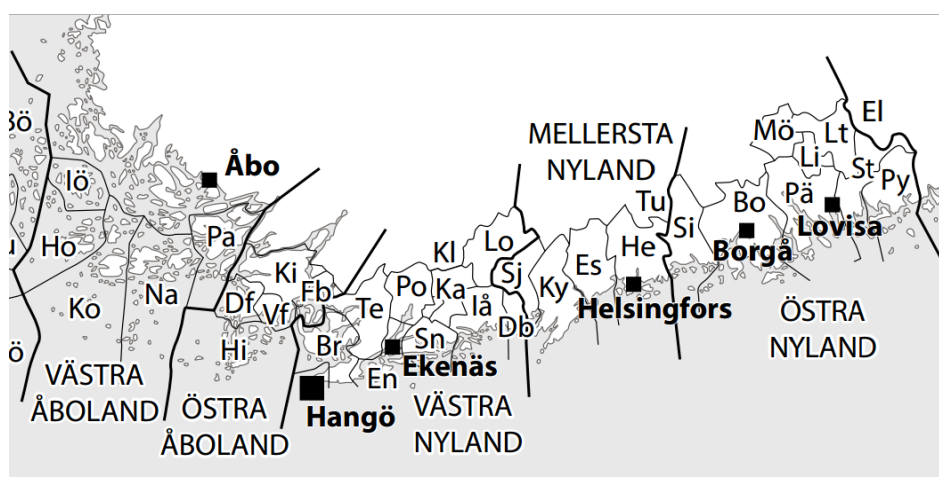 Bö
Iö
Åbo
Pa
Ho
Ko
Na
Ki
Df
Vf
Fb
Hi
Br
Te
Po
Kl
Ka
Lo
Iå
Sj
Sn
Db
En
Ky
Es
He
Tu
MELLERSTA
NYLAND
Si
Bo
Mö
Lt
El
Li
Pä
St
Py
Lovisa
Borgå
Helsingfors
Ekenäs
Hangö
VÄSTRA
ÅBOLAND
ÖSTRA
ÅBOLAND
VÄSTRA
NYLAND
ÖSTRA
NYLAND